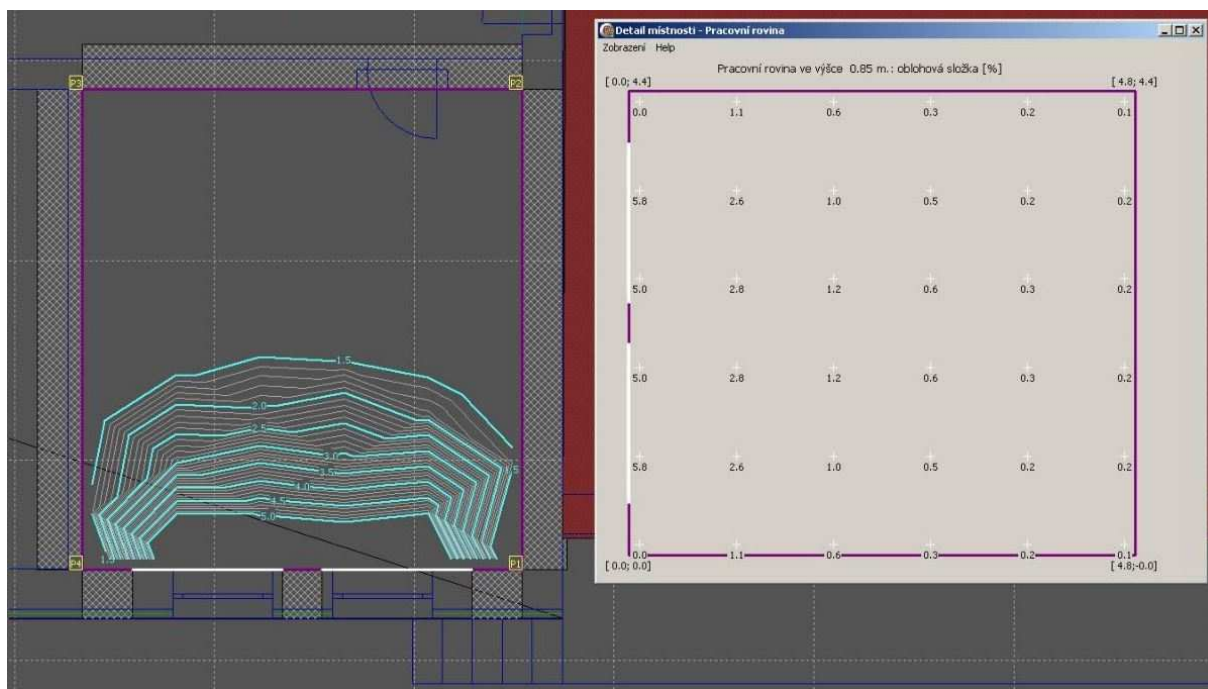 Detail místnosti - Pracovní rovina
Zobrazení Help
Pracovní rovina ve výšce 0.85 m.: oblohová složka [%]
[ 0.0; 4.4] [ 4.8; 4.4]
0.0 1.1 0.6 0.3 0.2 0.1
5.8 2.6 1.0 0.5 0.2 0.2
5.0 2.8 1.2 0.6 0.3 0.2
5.0 2.8 1.2 0.6 0.3 0.2
5.8 2.6 1.0 0.5 0.2 0.2
0.0 1.1 0.6 0.3 0.2 0.1
[ 0.0; 0.0] [ 4.8;-0.0]
P3 P2
1.5
2.0
2.5
3.0
3.5 1.5
4.0
4.5
5.0
1.5
P4 P1